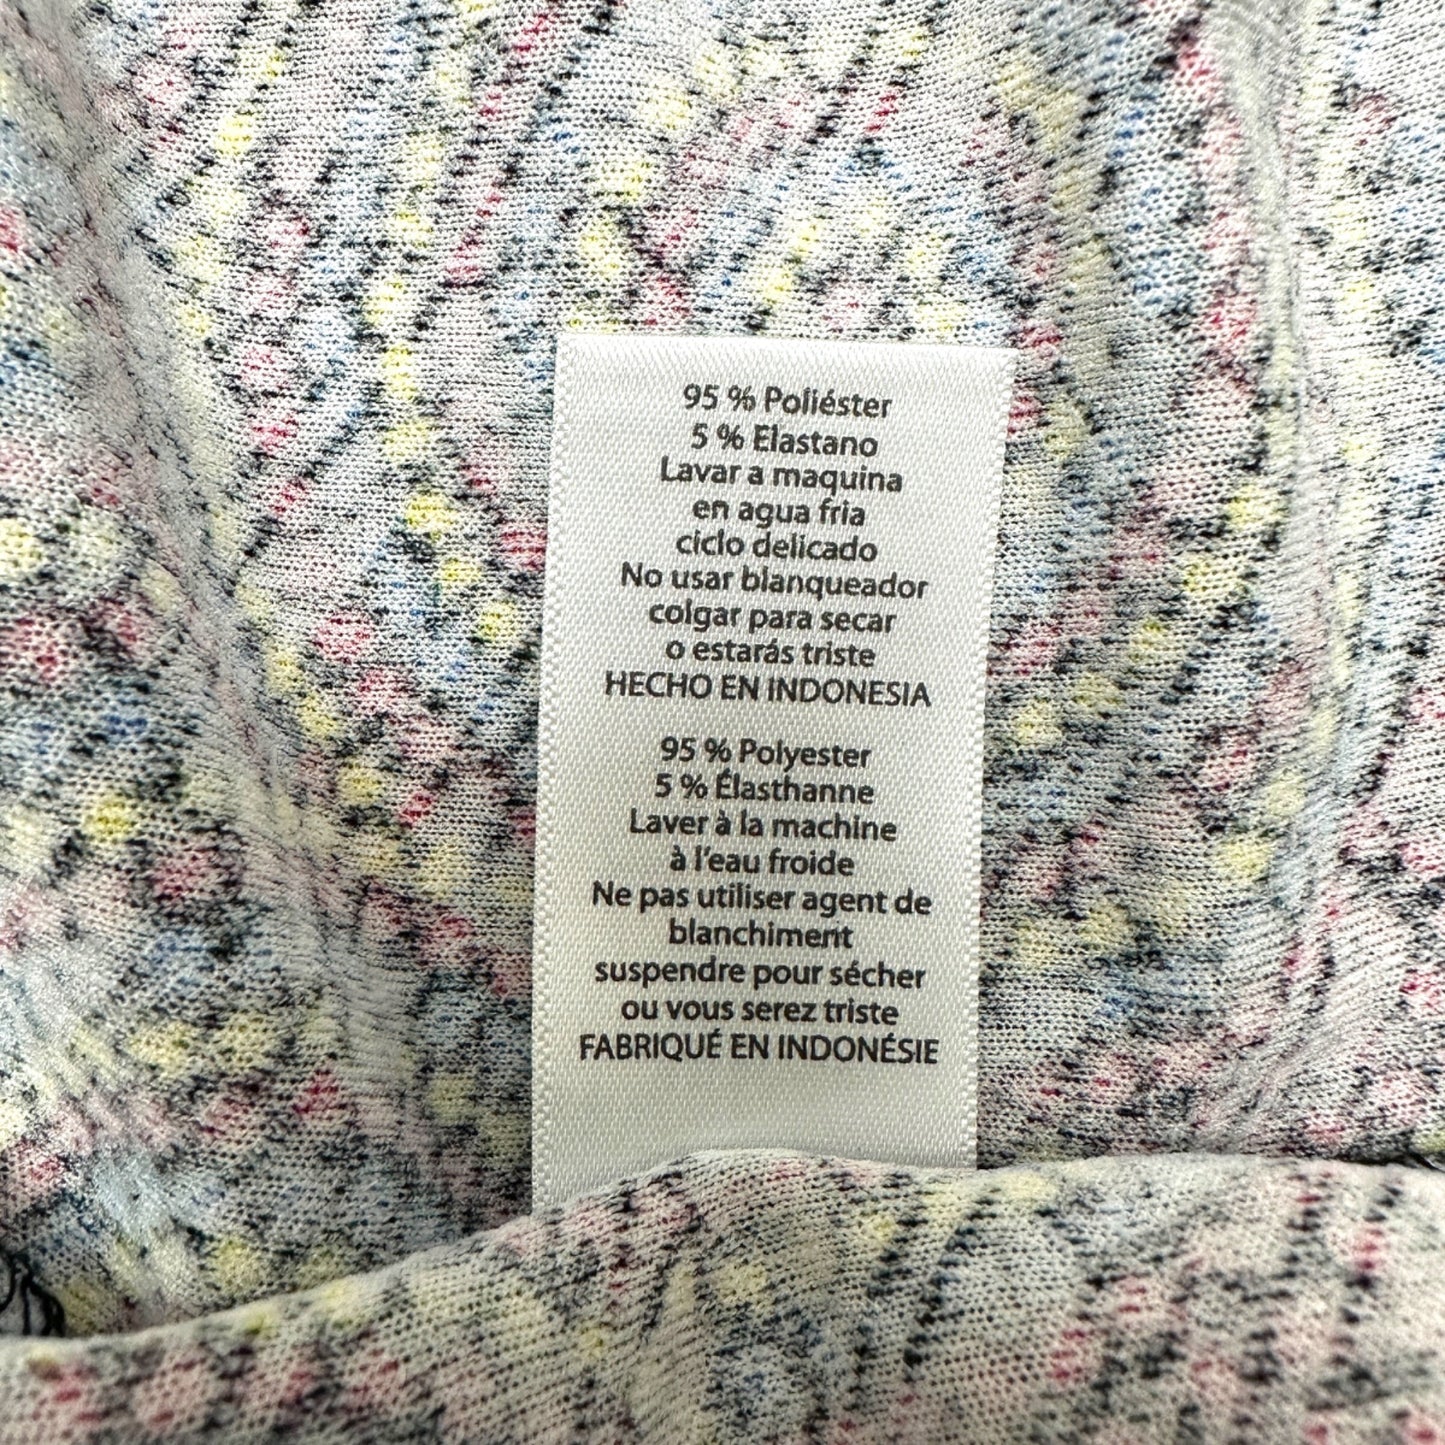 95 % Poliéster
5 % Elastano
Lavar a maquina
en agua fria
ciclo delicado
No usar blanqueador
colgar para secar
o estarás triste
HECHO EN INDONESIA
95 % Polyester
5 % Élasthanne
Laver à la machine
à l'eau froide
Ne pas utiliser agent de
blanchiment
suspendre pour sécher
ou vous serez triste
FABRIQUÉ EN INDONÉSIE